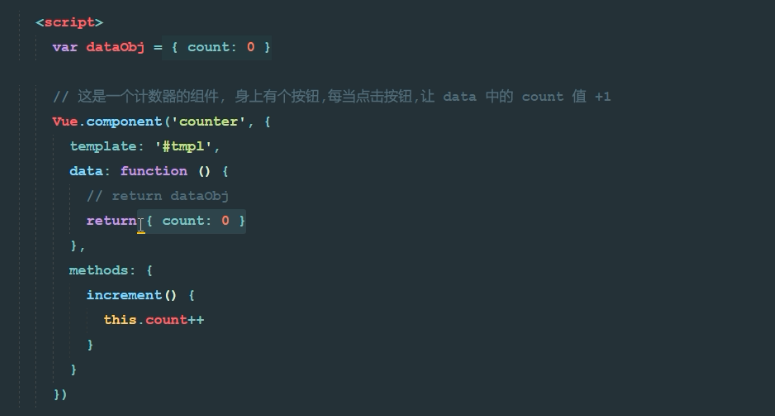 <script>
var dataObj = { count: 0 }
// 这是一个计数器的组件, 身上有个按钮,每当点击按钮,让 data 中的 count 值 +1
Vue.component('counter', {
template: '#tmpl',
data: function () {
// return dataObj
return { count: 0 }
},
methods: {
increment() {
this.count++
}
}
})